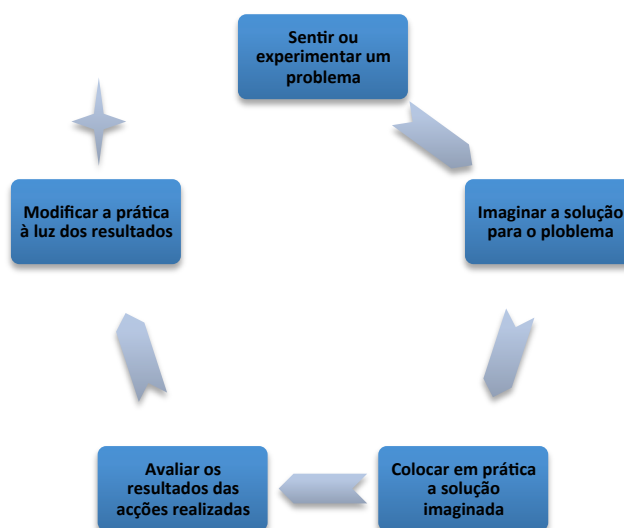 Sentir ou
experimentar um
problema
Imaginar a solução
para o ploblema
Colocar em prática
a solução
imaginada
Avaliar os
resultados das
acções realizadas
Modificar a prática
à luz dos resultados